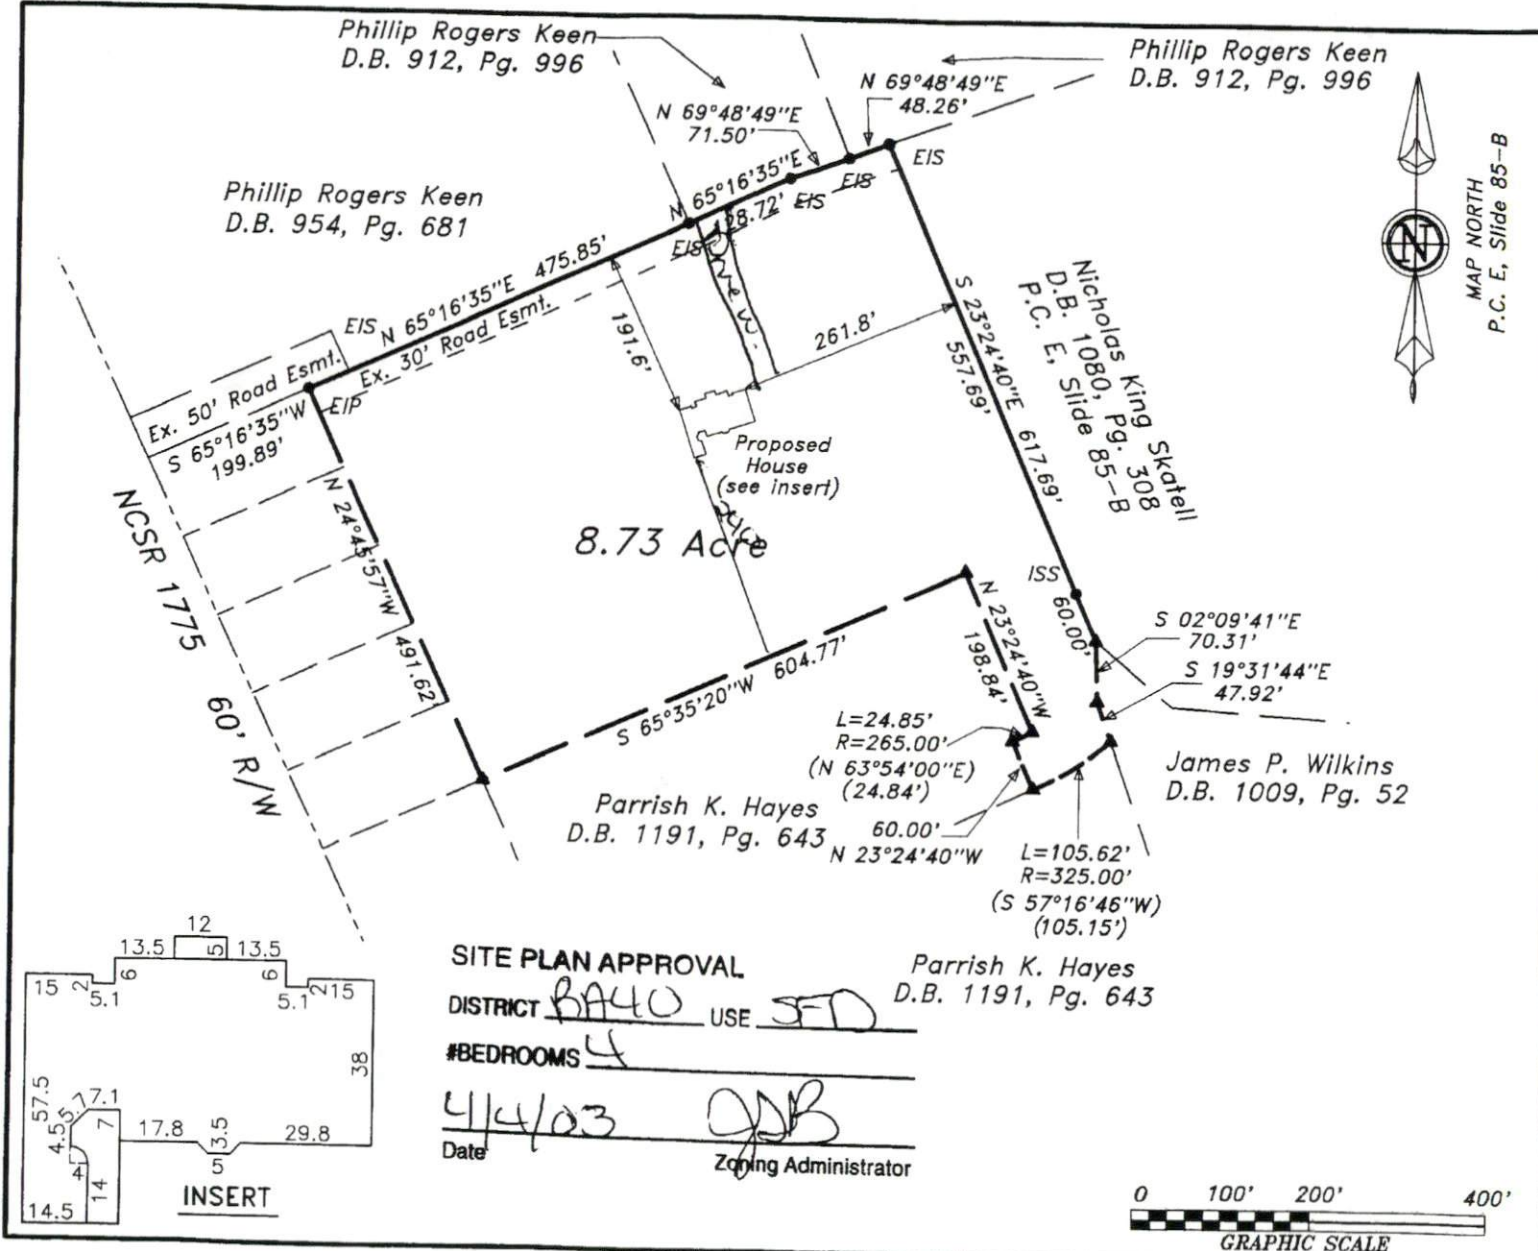 Phillip Rogers Keen
D.B. 912, Pg. 996
Phillip Rogers Keen
D.B. 912, Pg. 996
N 69°48'49"E
48.26'
N 69°48'49"E
71.50'
EIS
EIS
EIS
EIS
N 65°16'35"E
128.72'
Phillip Rogers Keen
D.B. 954, Pg. 681
N
MAP NORTH
P.C. E, Slide 85-B
N 65°16'35"E 475.85'
EIS
Ex. 30' Road Esmt.
Ex. 50' Road Esmt.
EIP
S 65°16'35"W
199.89'
191.6'
261.8'
Nicholas King Skatell
D.B. 1080, Pg. 308
P.C. E, Slide 85-B
S 23°24'40"E 617.69'
557.69'
Proposed
House
(see insert)
8.73 Acre
N 24°45'57"W 491.62'
NCSR 1775 60' R/W
ISS
60.00'
N 23°24'40"W
198.84'
S 65°35'20"W 604.77'
S 02°09'41"E
70.31'
S 19°31'44"E
47.92'
L=24.85'
R=265.00'
(N 63°54'00"E)
(24.84')
James P. Wilkins
D.B. 1009, Pg. 52
Parrish K. Hayes
D.B. 1191, Pg. 643
60.00'
N 23°24'40"W
L=105.62'
R=325.00'
(S 57°16'46"W)
(105.15')
Parrish K. Hayes
D.B. 1191, Pg. 643
12
13.5 5 13.5
6 6
15 2 5.1 5.1 2 15
57.5
38
5.7 7.1
4.5 7
17.8 3.5 29.8
5
4
14
14.5
INSERT
SITE PLAN APPROVAL
DISTRICT RA40 USE SFD
#BEDROOMS 4
4/4/03
Date Zoning Administrator
0 100' 200' 400'
GRAPHIC SCALE